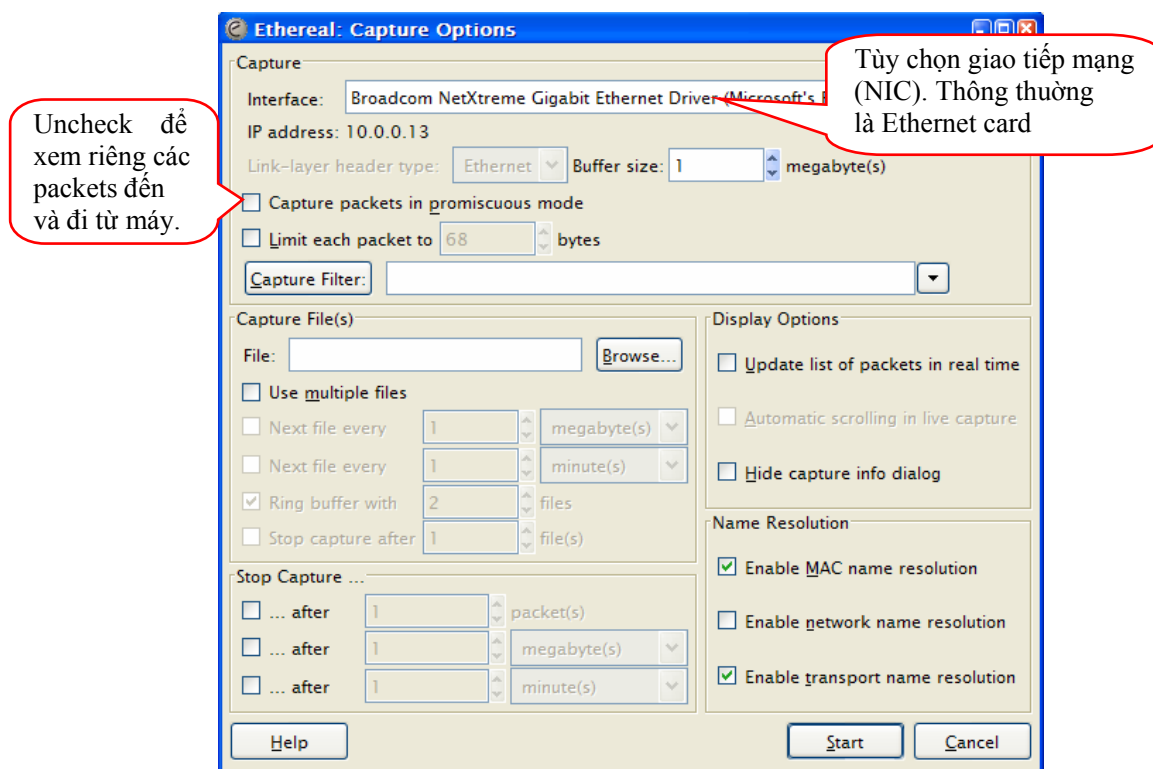 Ethereal: Capture Options
Capture
Interface: Broadcom NetXtreme Gigabit Ethernet Driver (Microsoft's
Tùy chọn giao tiếp mạng
(NIC). Thông thuờng
là Ethernet card
IP address: 10.0.0.13
Link-layer header type: Ethernet Buffer size: 1 megabyte(s)
Uncheck để
xem riêng các
packets đến
và đi từ máy.
Capture packets in promiscuous mode
Limit each packet to 68 bytes
Capture Filter:
Capture File(s)
File: Browse...
Use multiple files
Next file every 1 megabyte(s)
Next file every 1 minute(s)
Ring buffer with 2 files
Stop capture after 1 file(s)
Stop Capture ...
... after 1 packet(s)
... after 1 megabyte(s)
... after 1 minute(s)
Display Options
Update list of packets in real time
Automatic scrolling in live capture
Hide capture info dialog
Name Resolution
Enable MAC name resolution
Enable network name resolution
Enable transport name resolution
Help Start Cancel